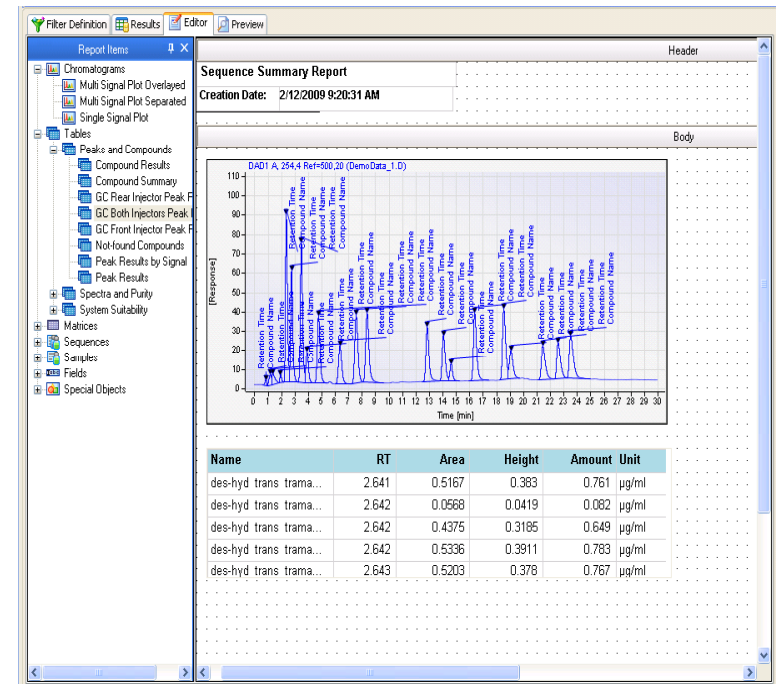 Filter Definition Results Editor Preview
Report Items
Chromatograms
Multi Signal Plot Overlayed
Multi Signal Plot Separated
Single Signal Plot
Tables
Peaks and Compounds
Compound Results
Compound Summary
GC Rear Injector Peak
GC Both Injectors Peak
GC Front Injector Peak
Not-found Compounds
Peak Results by Signal
Peak Results
Spectra and Purity
System Suitability
Matrices
Sequences
Samples
Fields
Special Objects
Header
Sequence Summary Report
Creation Date: 2/12/2009 9:20:31 AM
Body
DAD1 A, 254,4 Ref=500,20 (DemoData_1.D)
[Response]
110
100
90
80
70
60
50
40
30
20
10
0
Retention Time
Compound Name
0 1 2 3 4 5 6 7 8 9 10 11 12 13 14 15 16 17 18 19 20 21 22 23 24 25 26 27 28 29 30
Time [min]
Name RT Area Height Amount Unit
des-hyd trans trama... 2.641 0.5167 0.383 0.761 µg/ml
des-hyd trans trama... 2.642 0.0568 0.0419 0.082 µg/ml
des-hyd trans trama... 2.642 0.4375 0.3185 0.649 µg/ml
des-hyd trans trama... 2.642 0.5336 0.3911 0.783 µg/ml
des-hyd trans trama... 2.643 0.5203 0.378 0.767 µg/ml